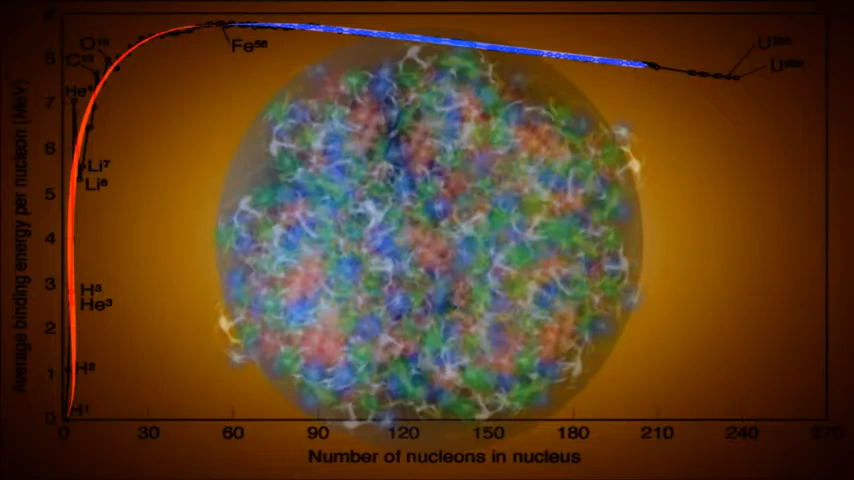 Average binding energy per nucleon (MeV)
9
8
7
6
5
4
3
2
1
0
O¹⁶
C¹²
He⁴
Li⁷
Li⁶
H³
He³
H²
H¹
Fe⁵⁶
U²³⁵
U²³⁸
0 30 60 90 120 150 180 210 240 270
Number of nucleons in nucleus